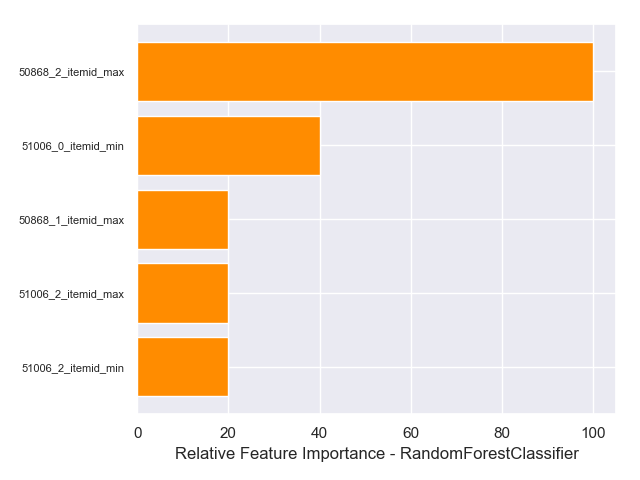 50868_2_itemid_max
51006_0_itemid_min
50868_1_itemid_max
51006_2_itemid_max
51006_2_itemid_min
0 20 40 60 80 100
Relative Feature Importance - RandomForestClassifier